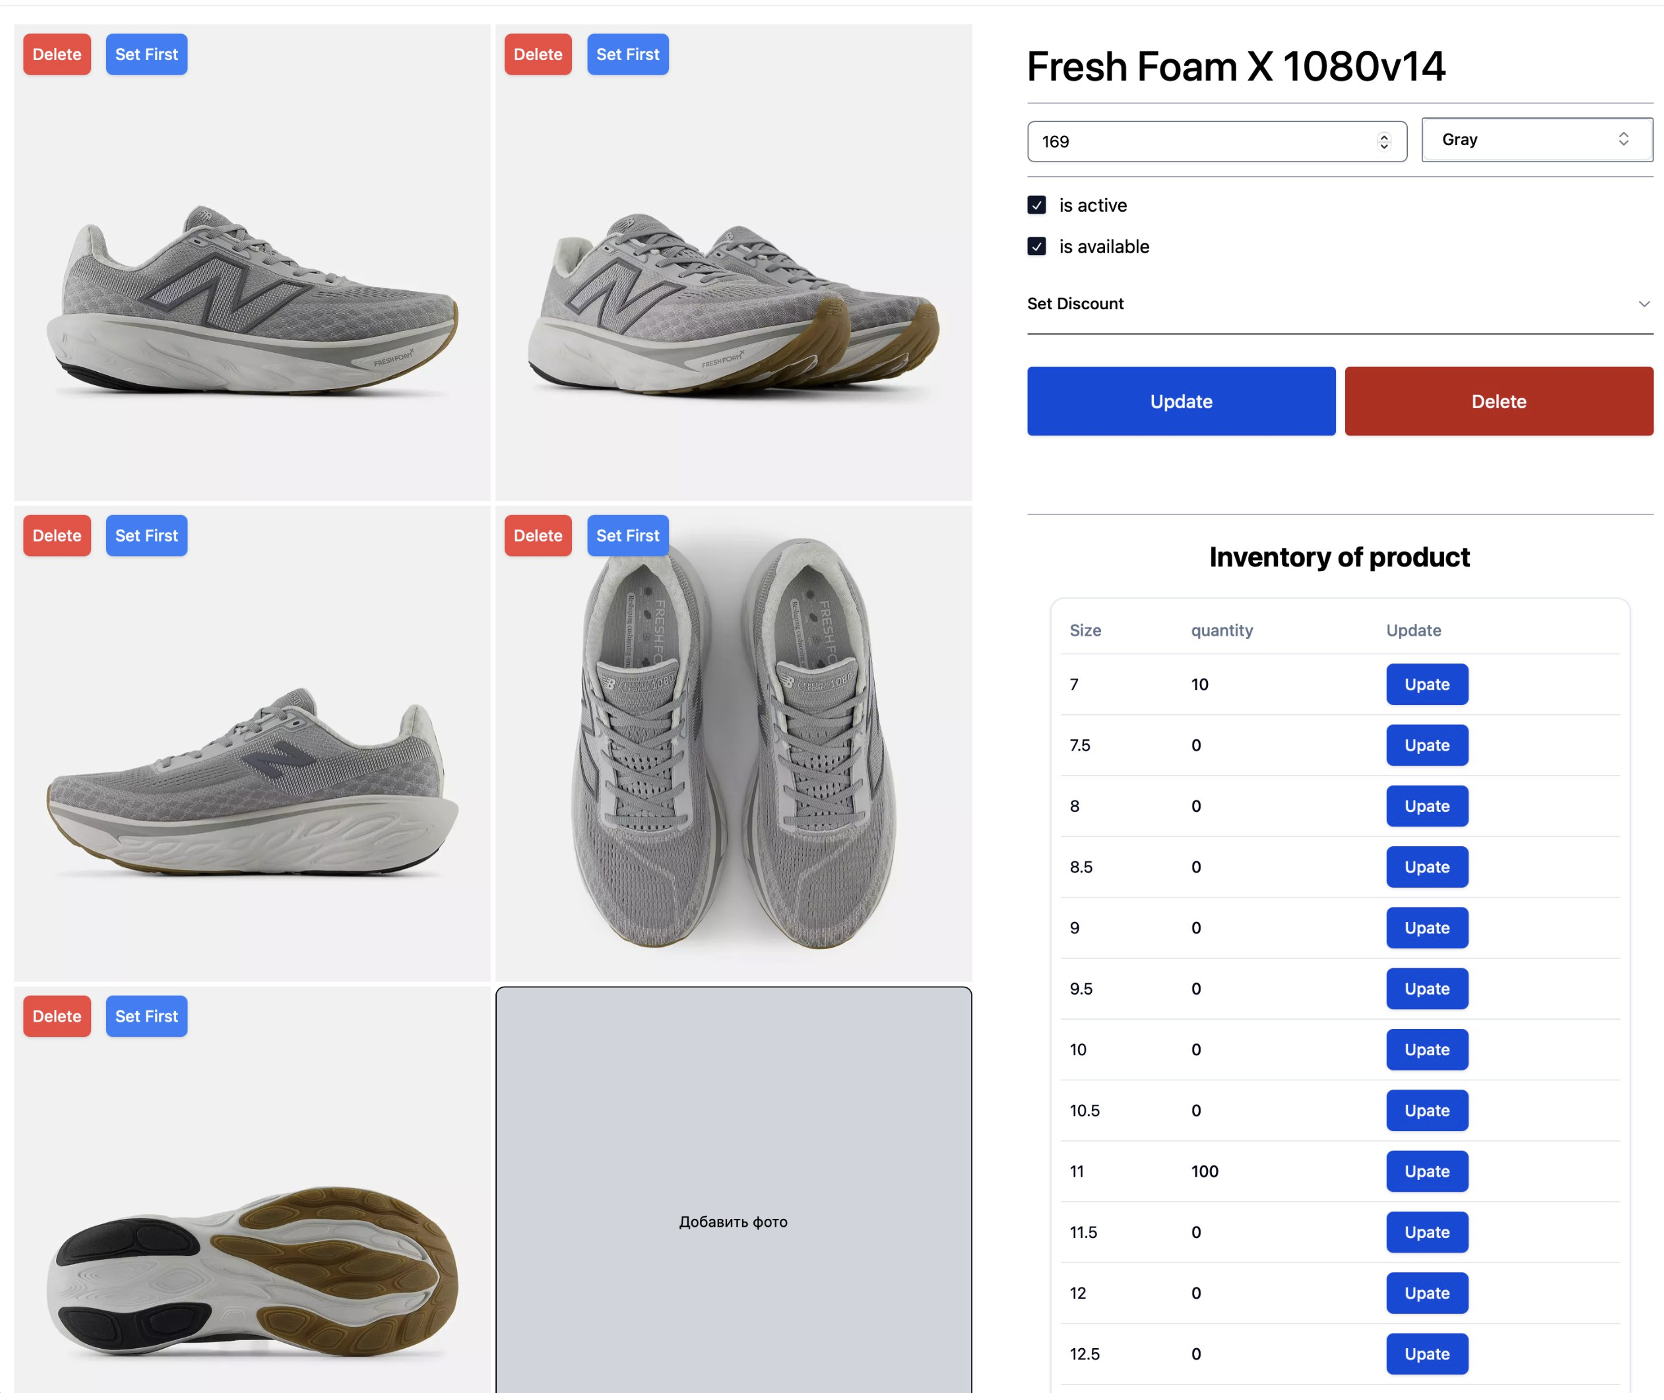 Delete Set First
Delete Set First
FRESH FOAM X
FRESH FOAM X
Delete Set First
Delete Set First
FRESH FO
FRESH FO
1080
1080
Delete Set First
Добавить фото
Fresh Foam X 1080v14
169 Gray
is active
is available
Set Discount
Update Delete
Inventory of product
Size quantity Update
7 10 Upate
7.5 0 Upate
8 0 Upate
8.5 0 Upate
9 0 Upate
9.5 0 Upate
10 0 Upate
10.5 0 Upate
11 100 Upate
11.5 0 Upate
12 0 Upate
12.5 0 Upate